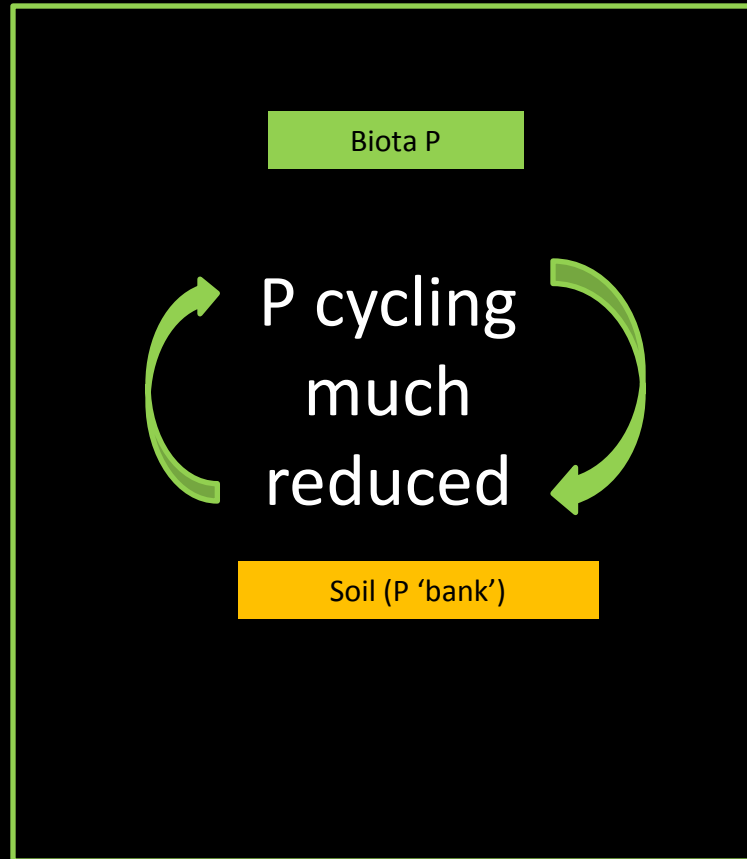 Biota P
P cycling
much
reduced
Soil (P ‘bank’)